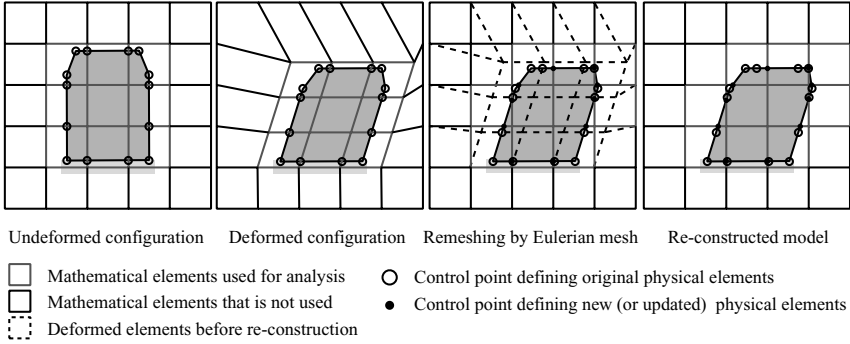 Undeformed configuration
Deformed configuration
Remeshing by Eulerian mesh
Re-constructed model
Mathematical elements used for analysis
Mathematical elements that is not used
Deformed elements before re-construction
Control point defining original physical elements
Control point defining new (or updated) physical elements